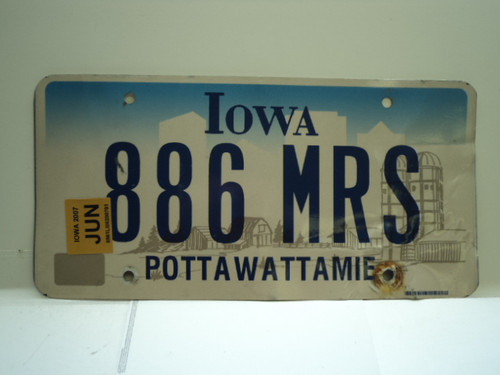 IOWA
886 MRS
IOWA 2007
JUN
POTTAWATTAMIE